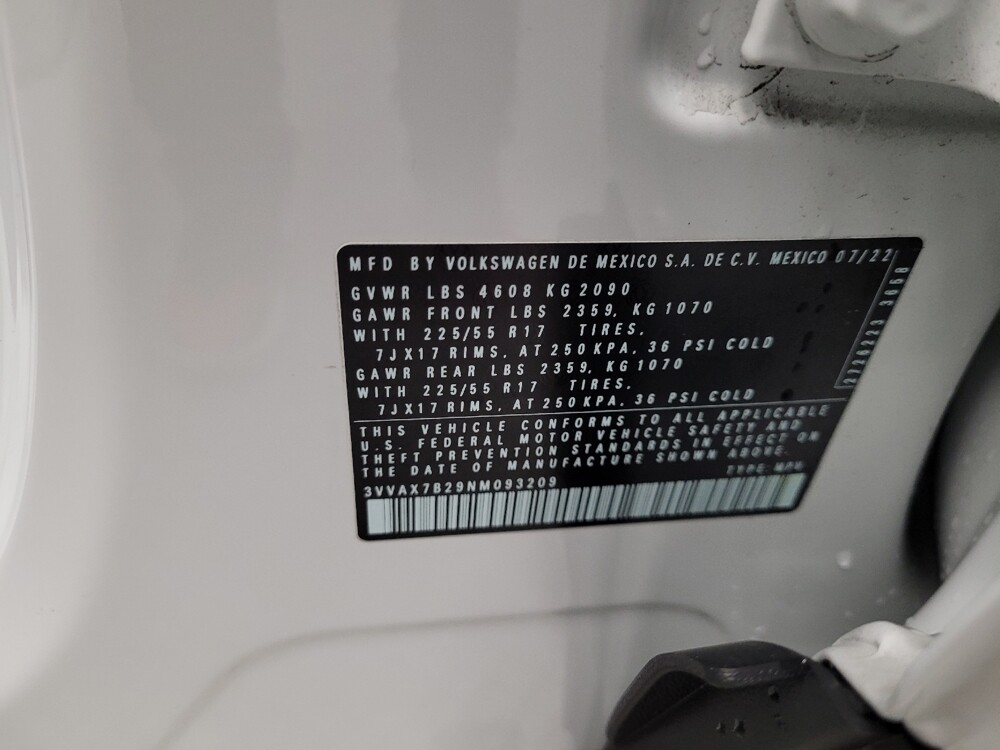 MFD BY VOLKSWAGEN DE MEXICO S.A. DE C.V. MEXICO 07/22
GVWR LBS 4608 KG 2090
GAWR FRONT LBS 2359, KG 1070
WITH 225/55 R17 TIRES,
7JX17 RIMS, AT 250 KPA, 36 PSI COLD
GAWR REAR LBS 2359, KG 1070
WITH 225/55 R17 TIRES,
7JX17 RIMS, AT 250 KPA, 36 PSI COLD
THIS VEHICLE CONFORMS TO ALL APPLICABLE
U.S. FEDERAL MOTOR VEHICLE SAFETY AND
THEFT PREVENTION STANDARDS IN EFFECT ON
THE DATE OF MANUFACTURE SHOWN ABOVE.
TYPE: MPV
3VVAX7B29NM093209
2726223 3668